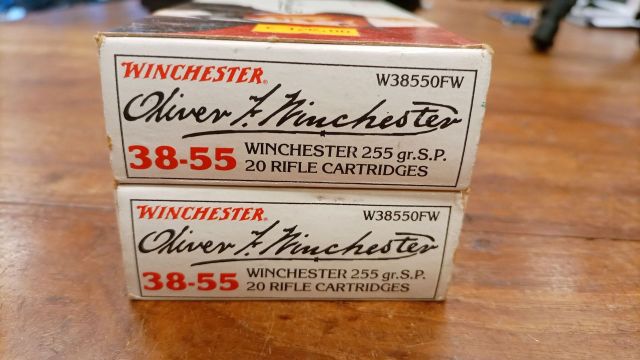 WINCHESTER®
W38550FW
Oliver F. Winchester
38-55
WINCHESTER 255 gr.S.P.
20 RIFLE CARTRIDGES
WINCHESTER®
W38550FW
Oliver F. Winchester
38-55
WINCHESTER 255 gr.S.P.
20 RIFLE CARTRIDGES